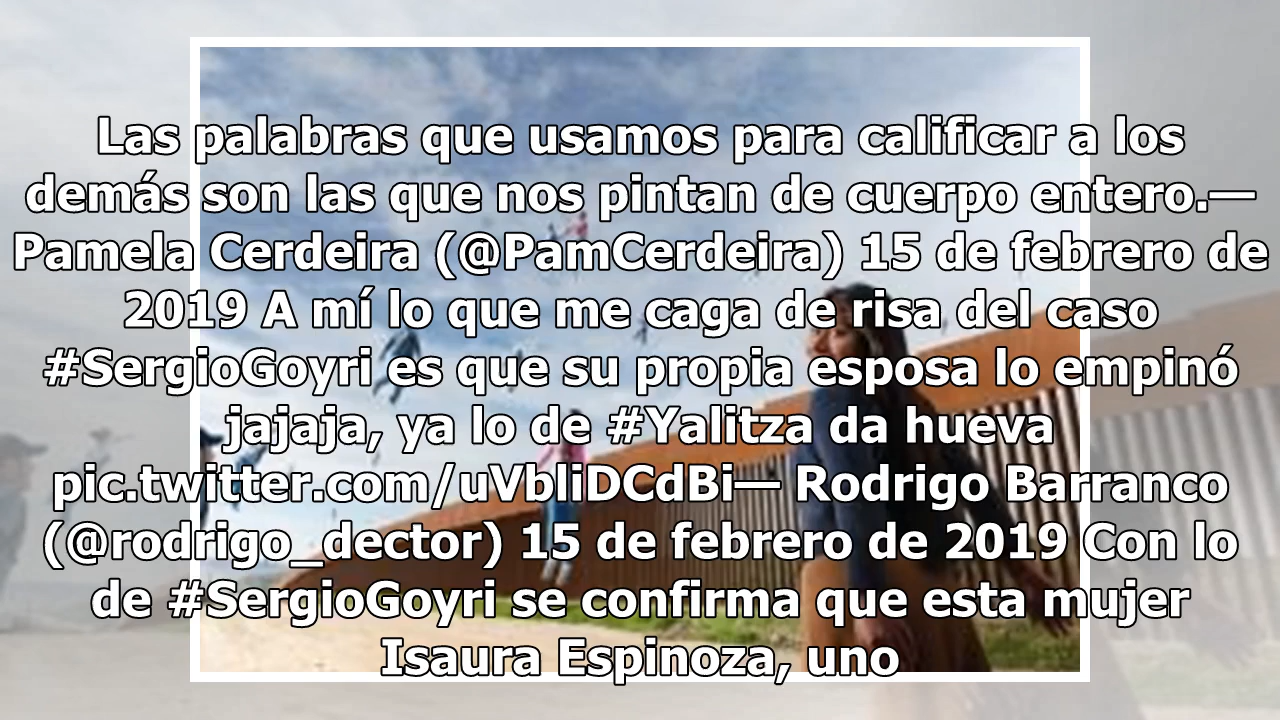 Las palabras que usamos para calificar a los
demás son las que nos pintan de cuerpo entero.—
Pamela Cerdeira (@PamCerdeira) 15 de febrero de
2019 A mí lo que me caga de risa del caso
#SergioGoyri es que su propia esposa lo empinó
jajaja, ya lo de #Yalitza da hueva
pic.twitter.com/uVbliDCdBi— Rodrigo Barranco
(@rodrigo_dector) 15 de febrero de 2019 Con lo
de #SergioGoyri se confirma que esta mujer
Isaura Espinoza, uno